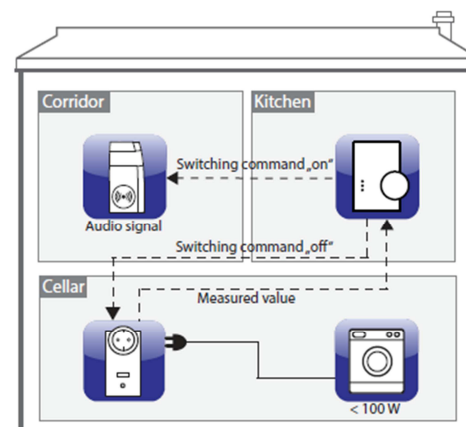 Corridor
Kitchen
Switching command „on“
Audio signal
Switching command „off“
Cellar
Measured value
< 100 W